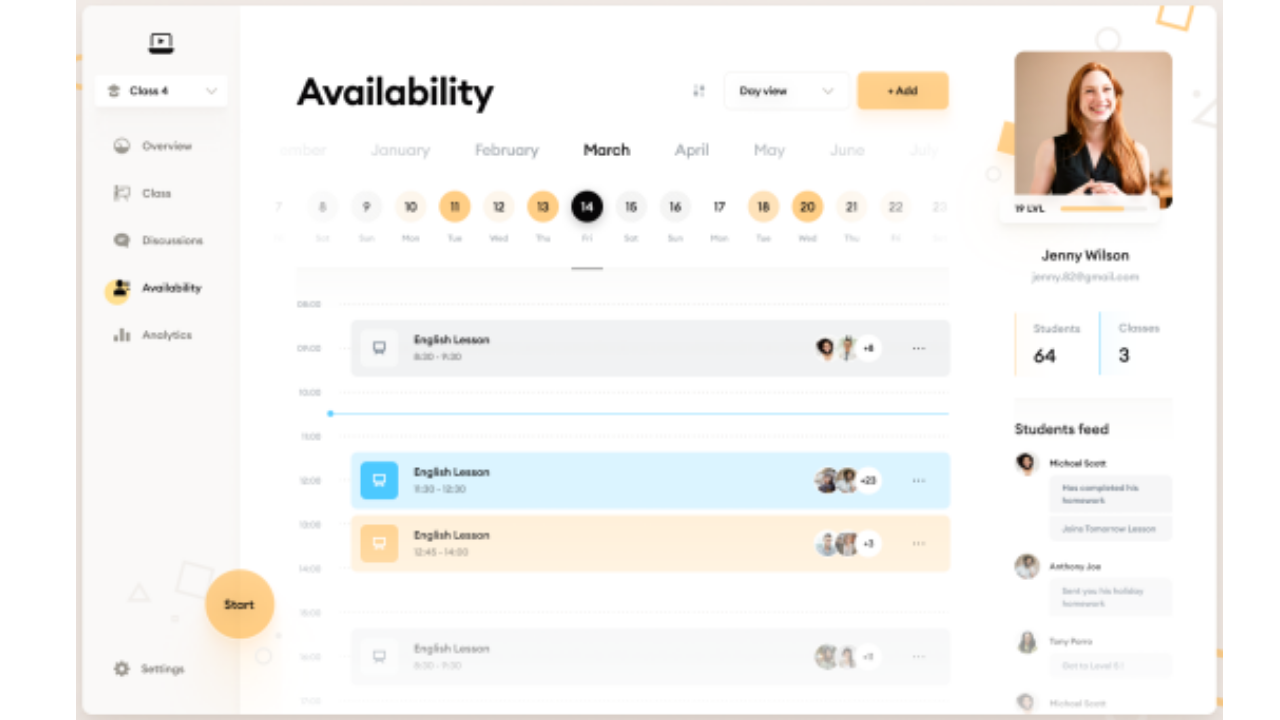 Class 4
Overview
Class
Discussions
Availability
Analytics
Start
Settings
Availability
Day view
+ Add
January February March April May June July
7 8 9 10 11 12 13 14 15 16 17 18 20 21 22 23
Sat Sun Mon Tue Wed Thu Fri Sat Sun Mon Tue Wed Thu Fri
08:00
09:00
English Lesson
8:30 - 9:30
+8
10:00
11:00
12:00
English Lesson
11:30 - 12:30
+23
13:00
English Lesson
12:45 - 14:00
+3
14:00
15:00
16:00
English Lesson
8:30 - 9:30
17:00
19 LVL
Jenny Wilson
jenny.82@gmail.com
Students Classes
64 3
Students feed
Michael Scott
Has completed his
homework
Joins Tomorrow Lesson
Anthony Joe
Sent you his holiday
homework
Tony
Got to Level 5!
Michael Scott